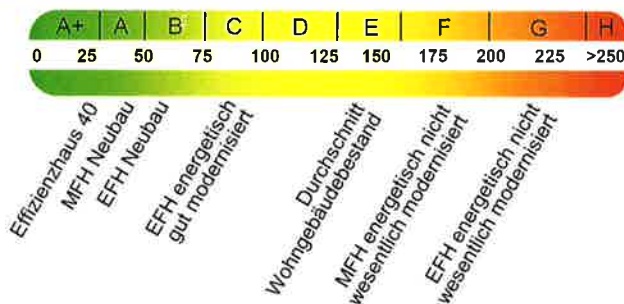 A+ A B C D E F G H
0 25 50 75 100 125 150 175 200 225 >250
Effizienzhaus 40
MFH Neubau
EFH Neubau
EFH energetisch
gut modernisiert
Durchschnitt
Wohngebäudebestand
MFH energetisch nicht
wesentlich modernisiert
EFH energetisch nicht
wesentlich modernisiert